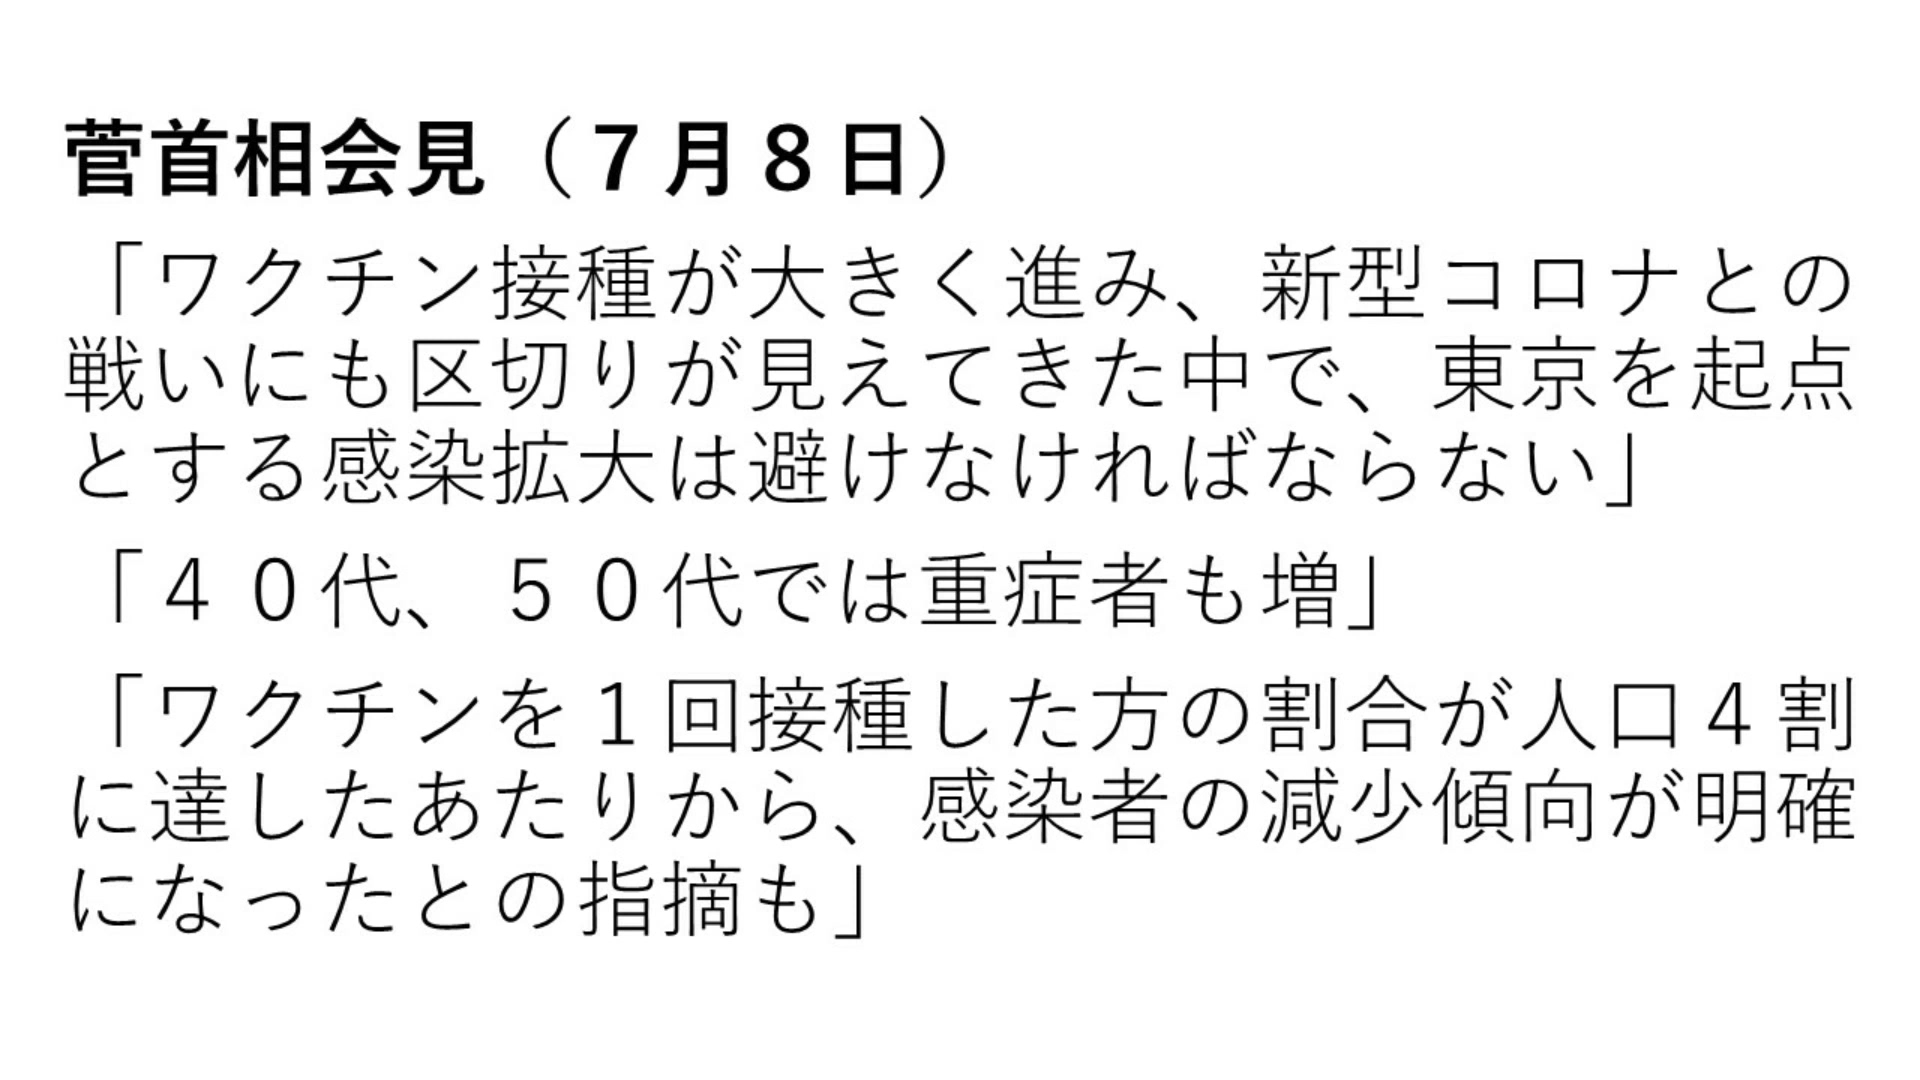 菅首相会見（７月８日）
「ワクチン接種が大きく進み、新型コロナとの
戦いにも区切りが見えてきた中で、東京を起点
とする感染拡大は避けなければならない」
「４０代、５０代では重症者も増」
「ワクチンを１回接種した方の割合が人口４割
に達したあたりから、感染者の減少傾向が明確
になったとの指摘も」